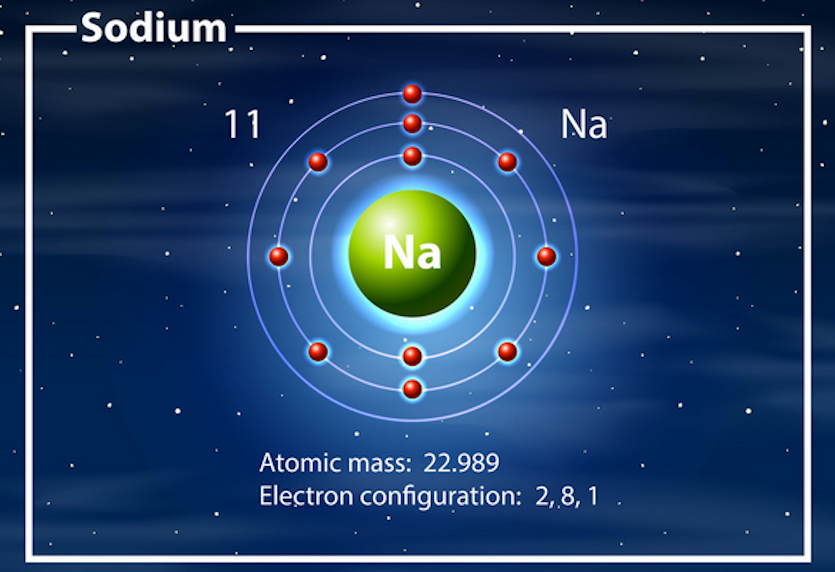 Sodium
11
Na
Na
Atomic mass: 22.989
Electron configuration: 2, 8, 1